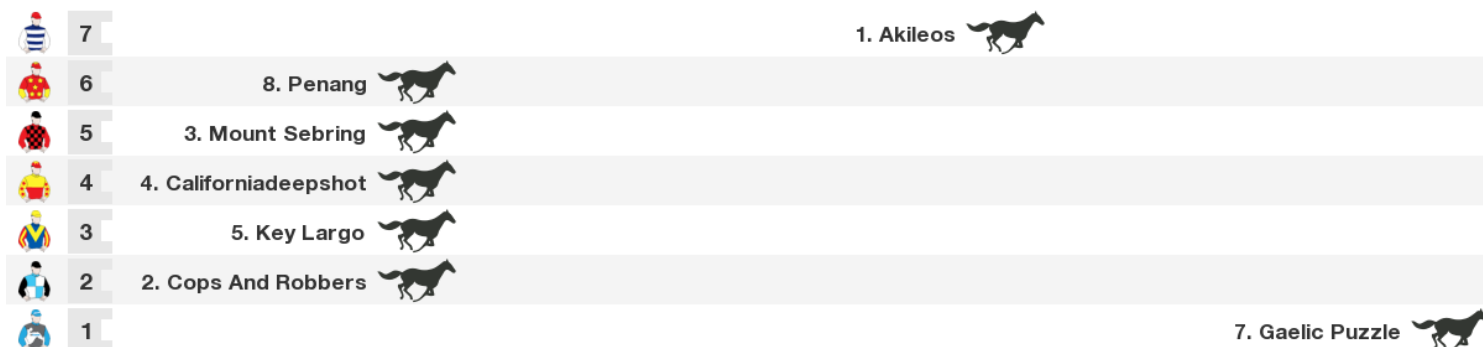 7 1. Akileos
6 8. Penang
5 3. Mount Sebring
4 4. Californiadeepshot
3 5. Key Largo
2 2. Cops And Robbers
1 7. Gaelic Puzzle